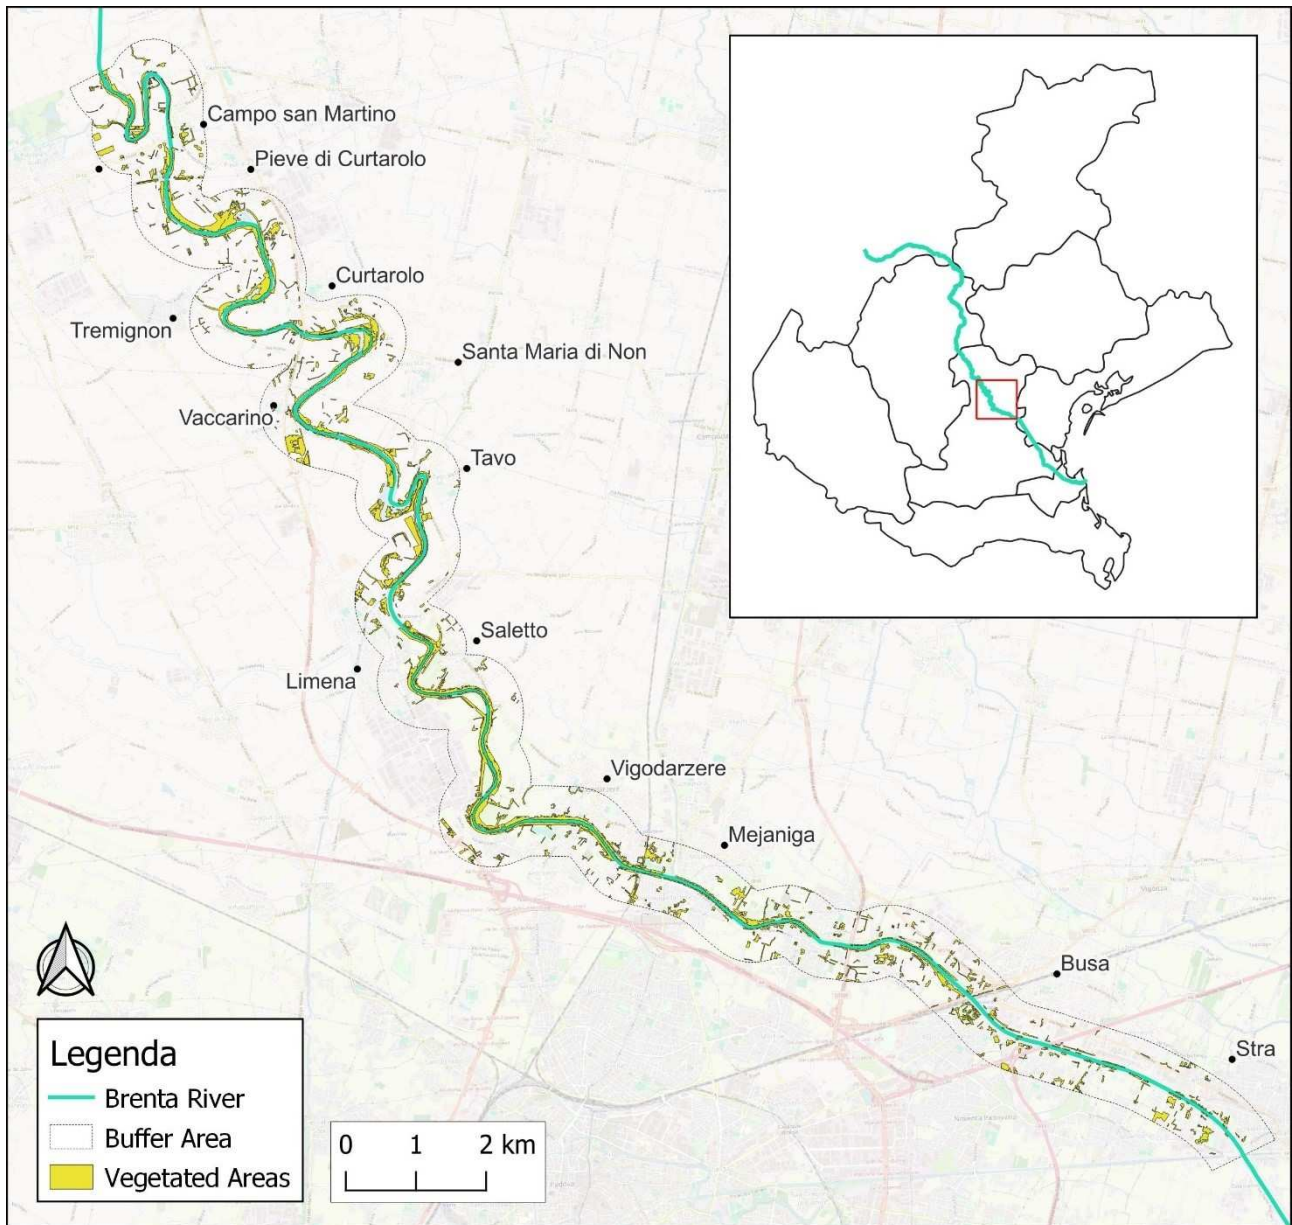 Campo san Martino
Pieve di Curtarolo
Curtarolo
Tremignon
Santa Maria di Non
Vaccarino
Tavo
Saletto
Limena
Vigodarzere
Mejaniga
Busa
Stra
Legenda
Brenta River
Buffer Area
Vegetated Areas
0 1 2 km